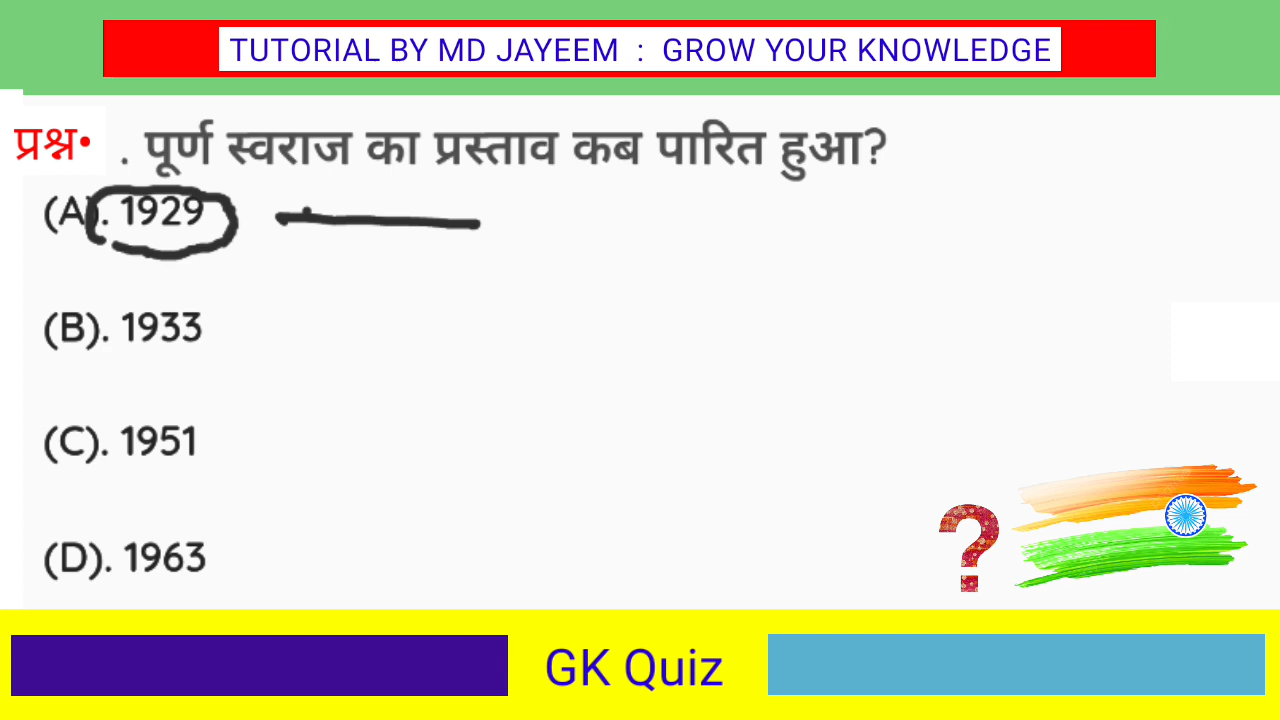 TUTORIAL BY MD JAYEEM : GROW YOUR KNOWLEDGE
प्रश्न• . पूर्ण स्वराज का प्रस्ताव कब पारित हुआ?
(A). 1929
(B). 1933
(C). 1951
(D). 1963
?
GK Quiz